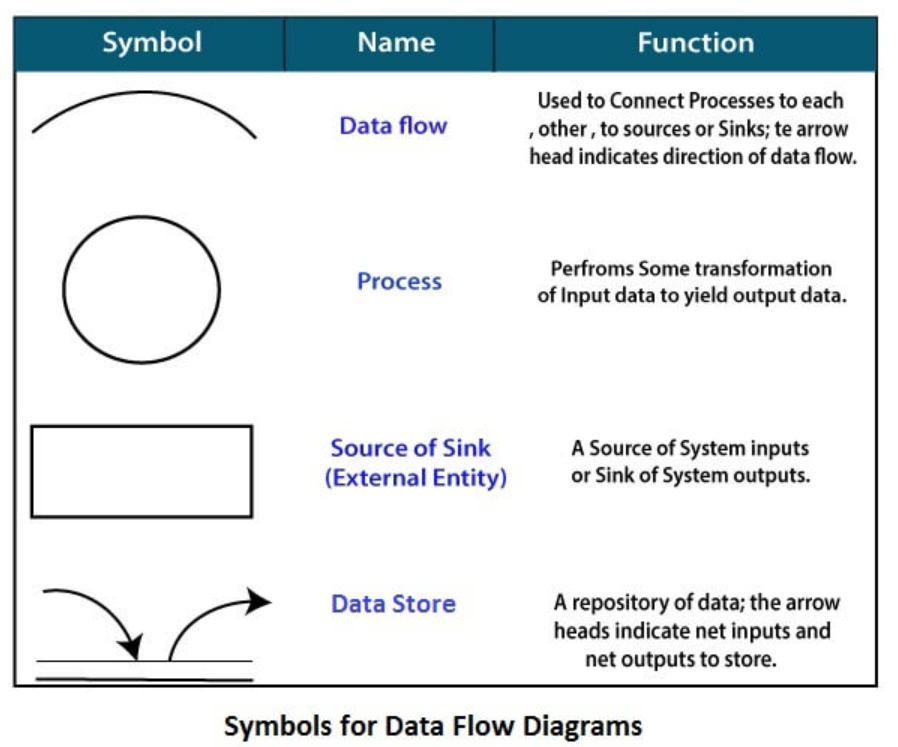 Symbol Name Function
Data flow
Used to Connect Processes to each
, other , to sources or Sinks; te arrow
head indicates direction of data flow.
Process
Perfroms Some transformation
of Input data to yield output data.
Source of Sink
(External Entity)
A Source of System inputs
or Sink of System outputs.
Data Store
A repository of data; the arrow
heads indicate net inputs and
net outputs to store.
Symbols for Data Flow Diagrams